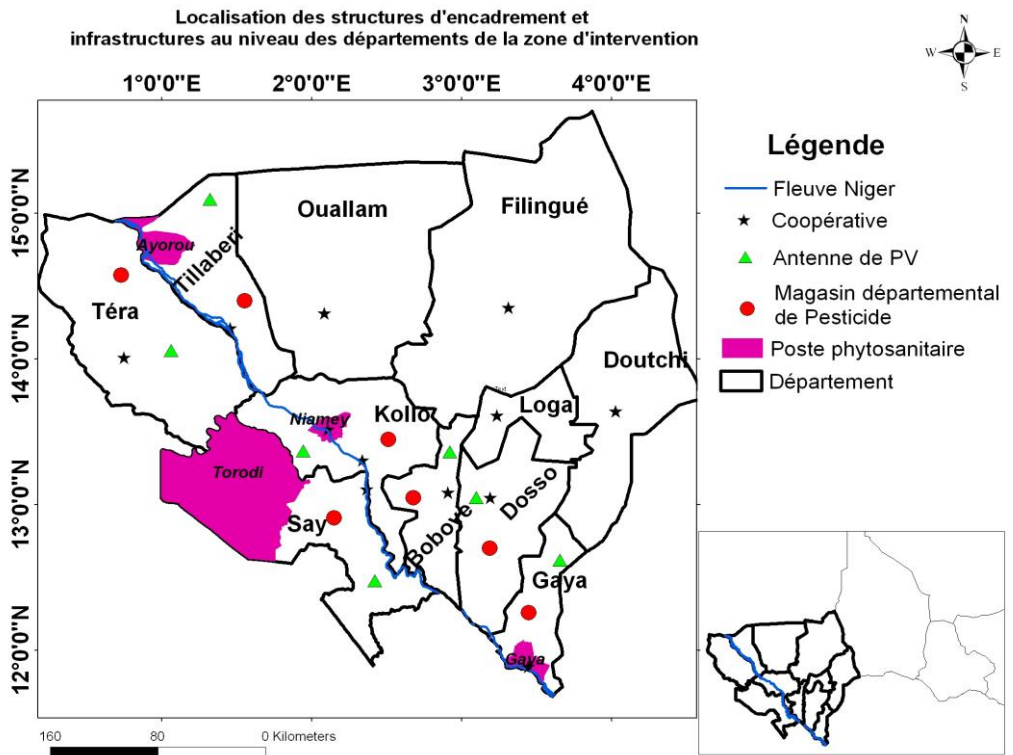 Localisation des structures d'encadrement et
infrastructures au niveau des départements de la zone d'intervention
N
W E
S
1°0'0"E 2°0'0"E 3°0'0"E 4°0'0"E
15°0'0"N
14°0'0"N
13°0'0"N
12°0'0"N
Ouallam
Filingué
Ayorou
Tillaberi
Téra
Doutchi
Niamey
Kollo
Loga
Torodi
Dosso
Say
Boboye
Gaya
Gaya
Légende
Fleuve Niger
Coopérative
Antenne de PV
Magasin départemental
de Pesticide
Poste phytosanitaire
Département
160 80 0 Kilometers